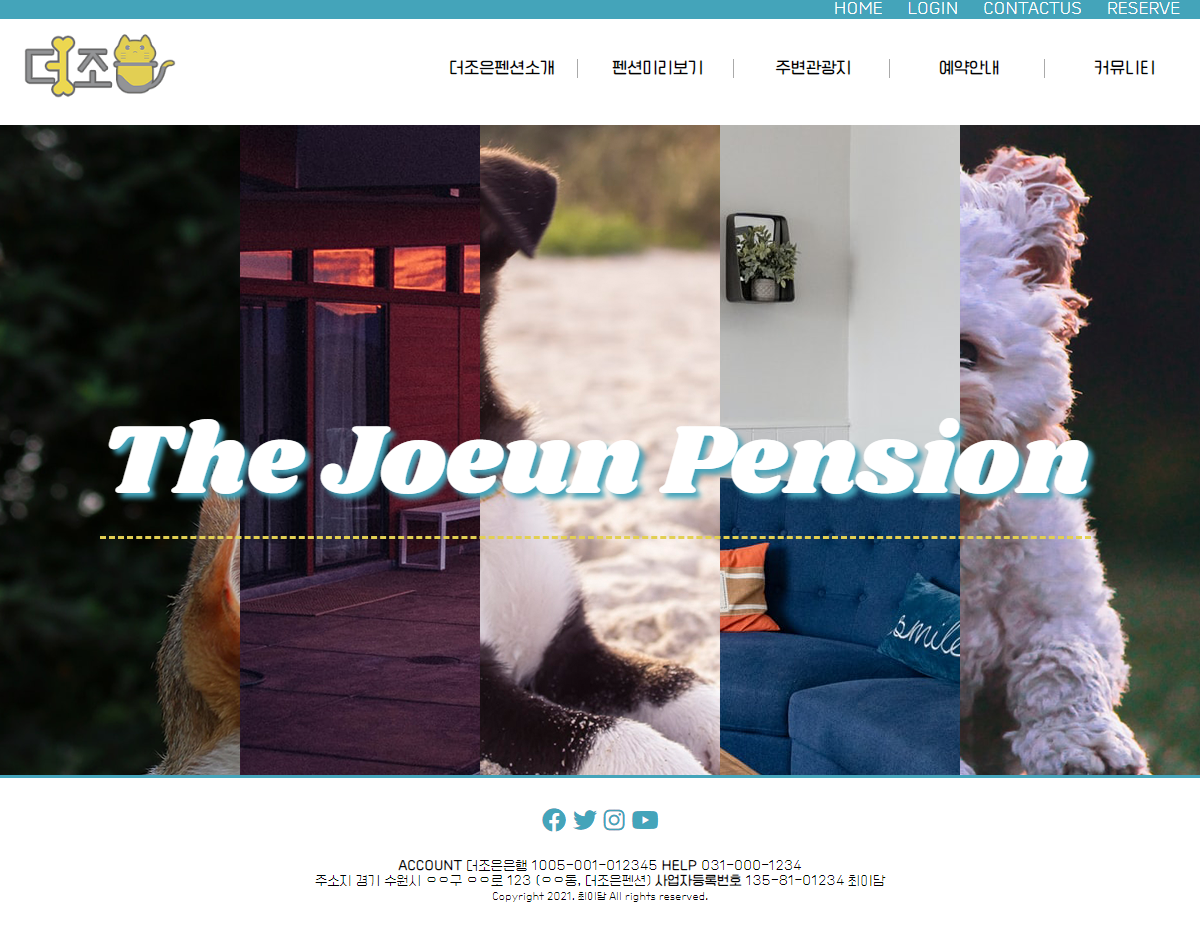 HOME LOGIN CONTACTUS RESERVE
더조
더조은펜션소개 펜션미리보기 주변관광지 예약안내 커뮤니티
The Joeun Pension
smile
ACCOUNT 더조은은행 1005-001-012345 HELP 031-000-1234
주소지 경기 수원시 ㅇㅇ구 ㅇㅇ로 123 (ㅇㅇ동, 더조은펜션) 사업자등록번호 135-81-01234 최이담
Copyright 2021. 최이담 All rights reserved.